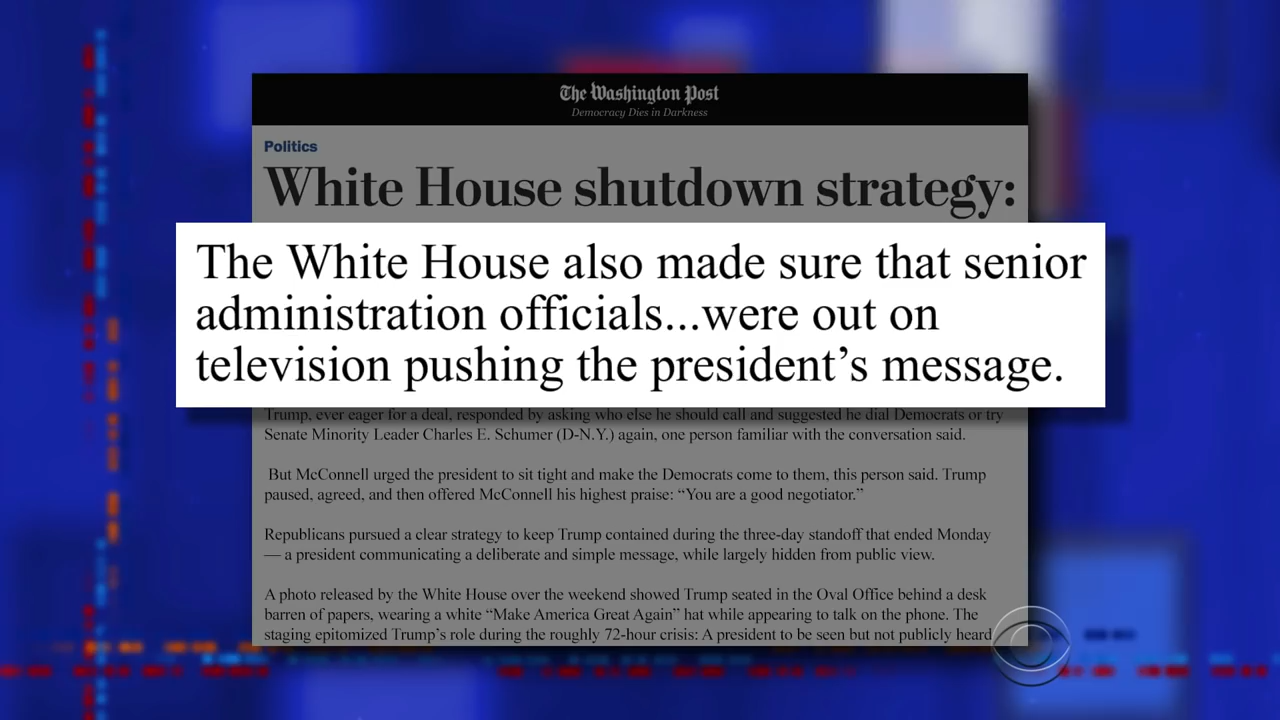 The Washington Post
Democracy Dies in Darkness
Politics
White House shutdown strategy:
The White House also made sure that senior
administration officials...were out on
television pushing the president’s message.
Trump, ever eager for a deal, responded by asking who else he should call and suggested he dial Democrats or try
Senate Minority Leader Charles E. Schumer (D-N.Y.) again, one person familiar with the conversation said.
But McConnell urged the president to sit tight and make the Democrats come to them, this person said. Trump
paused, agreed, and then offered McConnell his highest praise: “You are a good negotiator.”
Republicans pursued a clear strategy to keep Trump contained during the three-day standoff that ended Monday
— a president communicating a deliberate and simple message, while largely hidden from public view.
A photo released by the White House over the weekend showed Trump seated in the Oval Office behind a desk
barren of papers, wearing a white “Make America Great Again” hat while appearing to talk on the phone. The
staging epitomized Trump’s role during the roughly 72-hour crisis: A president to be seen but not publicly heard